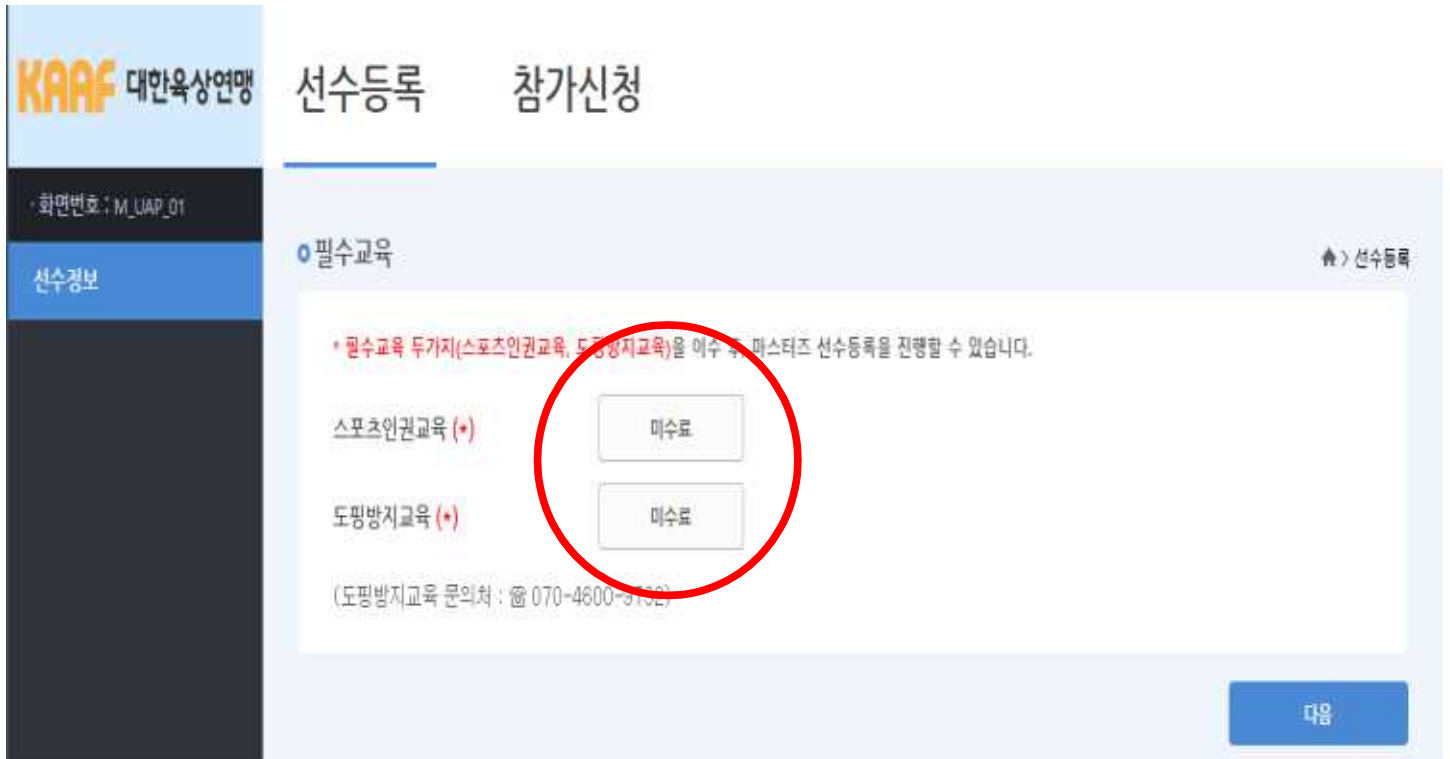 KAAF 대한육상연맹
선수등록 참가신청
· 화면번호 : M_UAP_01
선수정보
필수교육
> 선수등록
* 필수교육 두가지(스포츠인권교육, 도핑방지교육)을 이수 후, 마스터즈 선수등록을 진행할 수 있습니다.
스포츠인권교육 (*) 미수료
도핑방지교육 (*) 미수료
(도핑방지교육 문의처 : ☎ 070-4600-
다음